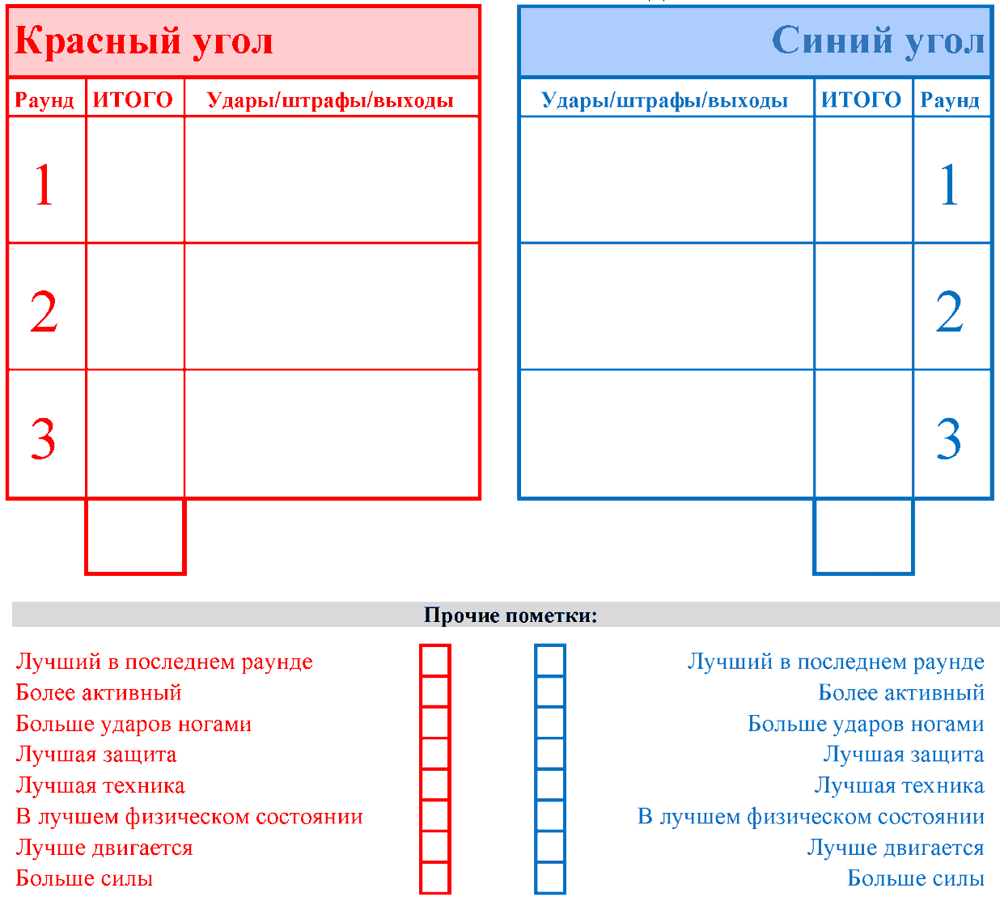 Красный угол
Синий угол
Раунд ИТОГО Удары/штрафы/выходы
Удары/штрафы/выходы ИТОГО Раунд
1
1
2
2
3
3
Прочие пометки:
Лучший в последнем раунде
Лучший в последнем раунде
Более активный
Более активный
Больше ударов ногами
Больше ударов ногами
Лучшая защита
Лучшая защита
Лучшая техника
Лучшая техника
В лучшем физическом состоянии
В лучшем физическом состоянии
Лучше двигается
Лучше двигается
Больше силы
Больше силы